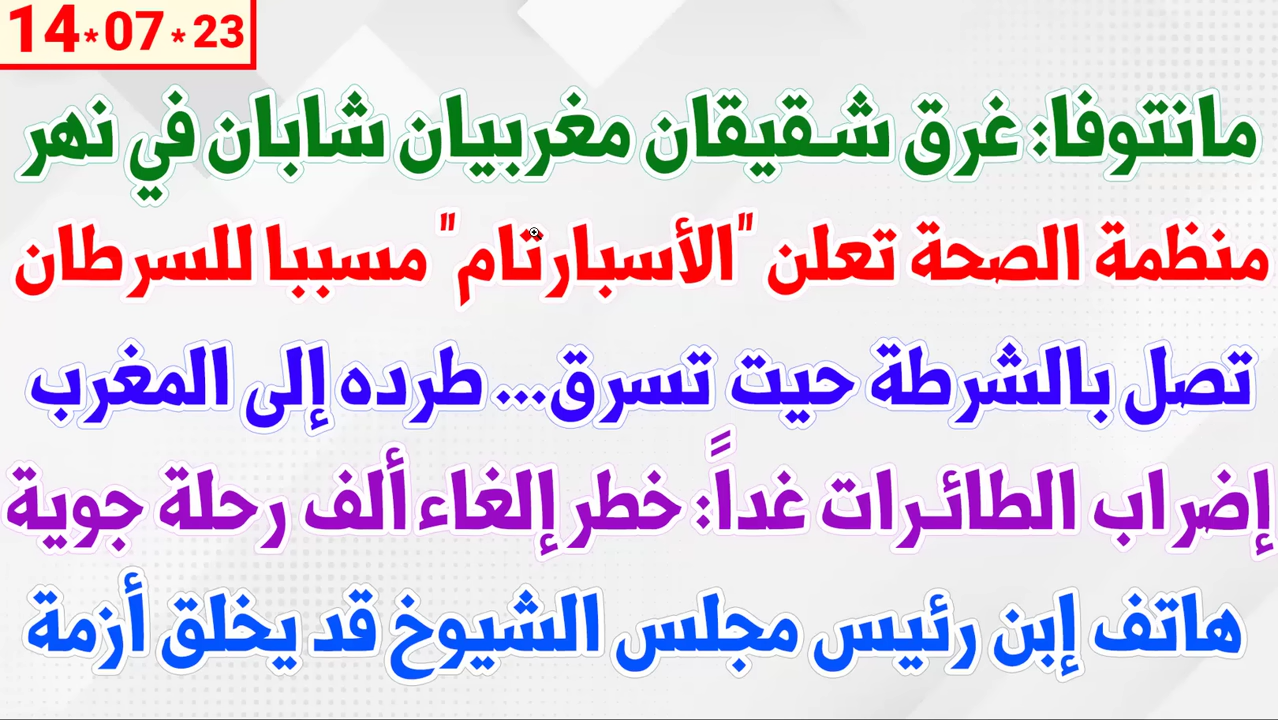 14*07*23
مانتوفا: غرق شقيقان مغربيان شابان في نهر
منظمة الصحة تعلن "الأسبارتام" مسببا للسرطان
تصل بالشرطة حيت تسرق... طرده إلى المغرب
إضراب الطائرات غداً: خطر إلغاء ألف رحلة جوية
هاتف إبن رئيس مجلس الشيوخ قد يخلق أزمة